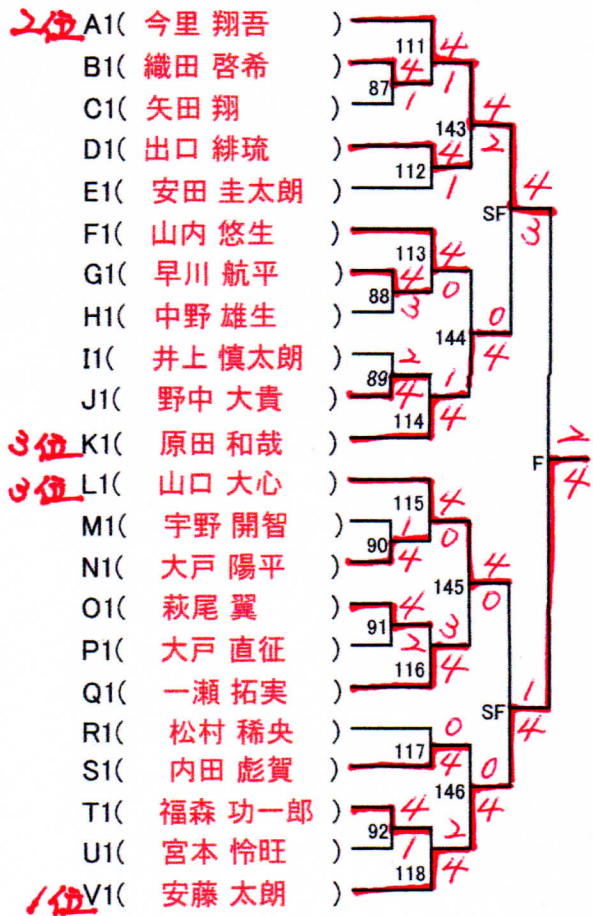 2位 A1( 今里 翔吾 )
B1( 織田 啓希 )
C1( 矢田 翔 )
D1( 出口 緋琉 )
E1( 安田 圭太朗 )
F1( 山内 悠生 )
G1( 早川 航平 )
H1( 中野 雄生 )
I1( 井上 慎太朗 )
J1( 野中 大貴 )
3位 K1( 原田 和哉 )
3位 L1( 山口 大心 )
M1( 宇野 開智 )
N1( 大戸 陽平 )
O1( 萩尾 翼 )
P1( 大戸 直征 )
Q1( 一瀬 拓実 )
R1( 松村 稀央 )
S1( 内田 彪賀 )
T1( 福森 功一郎 )
U1( 宮本 怜旺 )
1位 V1( 安藤 太朗 )
87 4 1
88 4 3
89 2 4
90 1 4
91 4 2
92 4 1
111 4 1
112 4 1
113 4 0
114 1 4
115 4 0
116 3 4
117 0 4
118 2 4
143 4 2
144 0 4
145 4 0
146 0 4
SF 4 3
SF 1 4
F 2 4